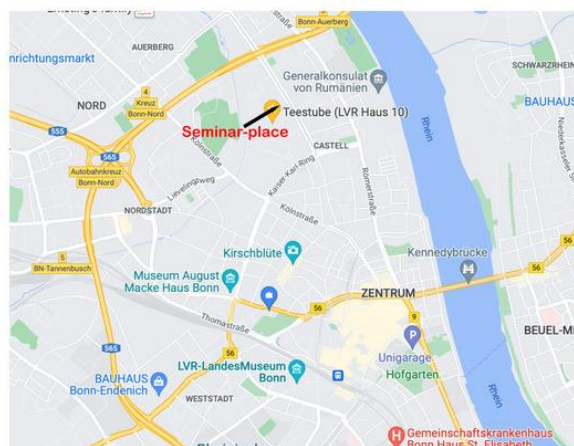 Bonn-Auerberg
AUERBERG
nrichtungsmarkt
Generalkonsulat
von Rumänien
SCHWARZRHEIN
4
Kreuz
Bonn-Nord
NORD
BAUHAUS
Teestube (LVR Haus 10)
Seminar-place
Rhein
555
565
Kölnstraße
CASTELL
Kaiser-Karl-Ring
Autobahnkreuz
Bonn-Nord
Lievelingsweg
Römerstraße
NORDSTADT
Kölnstraße
5
BN-Tannenbusch
Kirschblüte
Kennedybrücke
56
Museum August
Macke Haus Bonn
56
56
ZENTRUM
Thomastraße
9
BEUEL-MI
565
56
Unigarage
LVR-LandesMuseum
Bonn
Hofgarten
BAUHAUS
Bonn-Endenich
Rhein
WESTSTADT
Gemeinschaftskrankenhaus
Bonn Haus St. Elisabeth